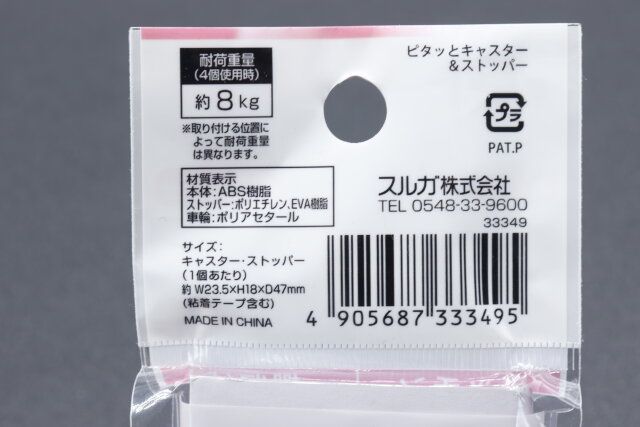 耐荷重量
(4個使用時)
約8kg
※取り付ける位置に
よって耐荷重量
は異なります。
材質表示
本体:ABS樹脂
ストッパー:ポリエチレン、EVA樹脂
車輪:ポリアセタール
サイズ:
キャスター・ストッパー
(1個あたり)
約 W23.5×H18×D47mm
(粘着テープ含む)
MADE IN CHINA
ピタッとキャスター
&ストッパー
プラ
PAT.P
スルガ株式会社
TEL 0548-33-9600
33349
4 905687 333495